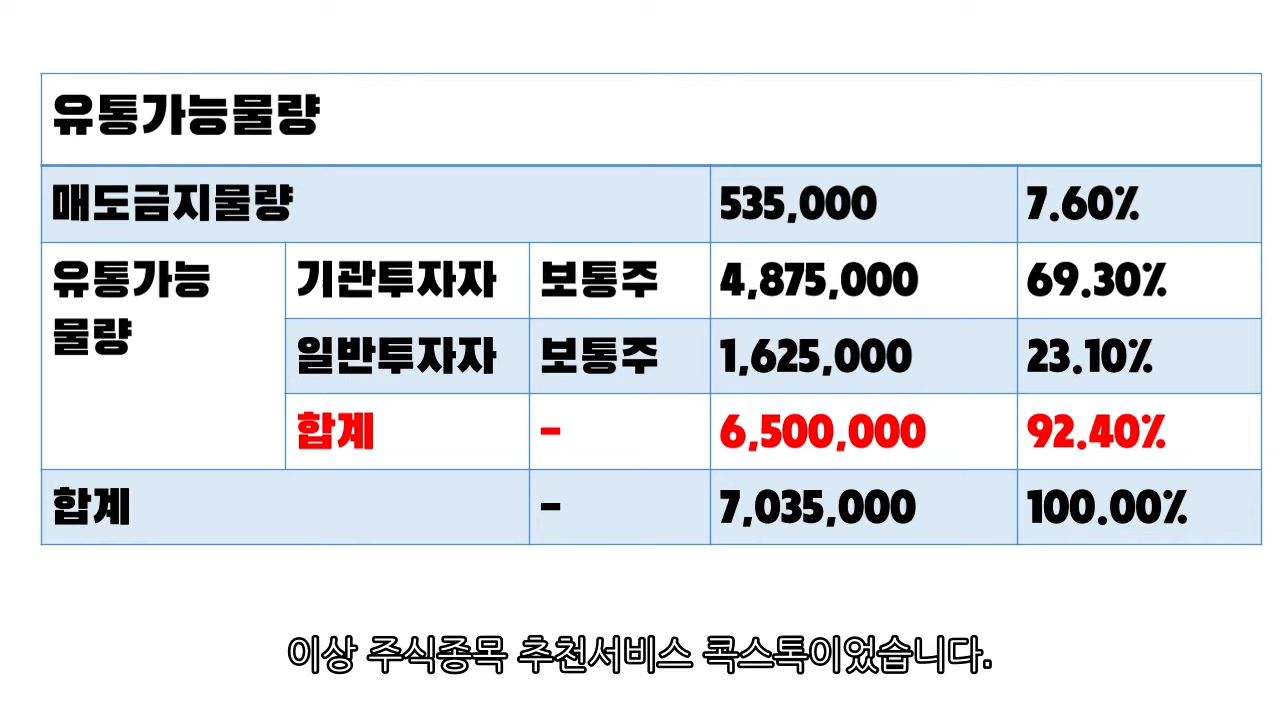 유통가능물량
매도금지물량 535,000 7.60%
유통가능 기관투자자 보통주 4,875,000 69.30%
물량
일반투자자 보통주 1,625,000 23.10%
합계 - 6,500,000 92.40%
합계 - 7,035,000 100.00%
이상 주식종목 추천서비스 콕스톡이었습니다.